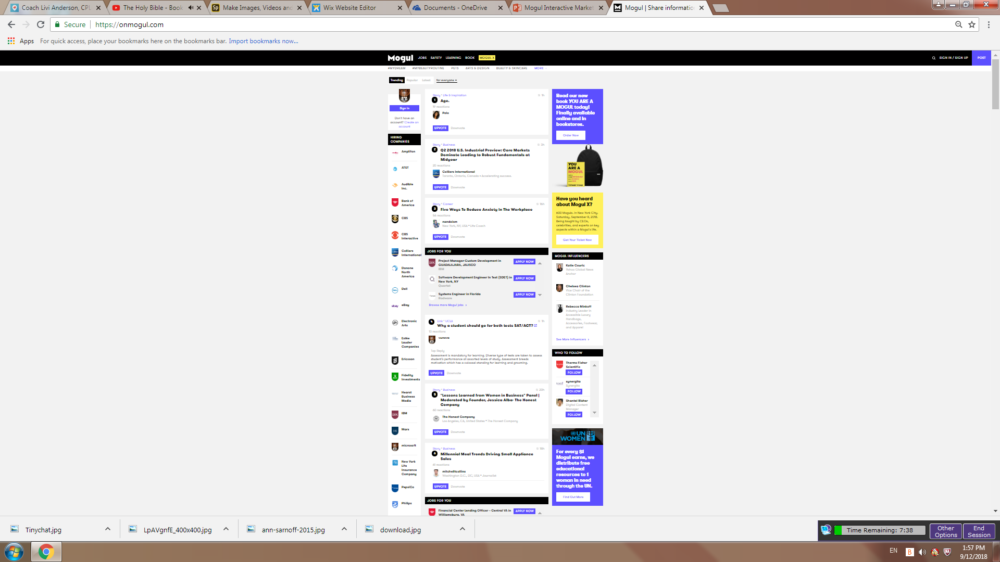 Coach Livi Anderson, CPL
The Holy Bible - Book
Make Images, Videos and
Wix Website Editor
Documents - OneDrive
Mogul Interactive Market
Mogul | Share informatio
Secure
https://onmogul.com
Apps
For quick access, place your bookmarks here on the bookmarks bar. Import bookmarks now...
Mogul JOBS SAFETY LEARNING BOOK MOGUL X
SIGN IN / SIGN UP POST
#MYDREAM #MYBEAUTYROUTINE PETS ARTS & DESIGN BEAUTY & SKINCARE MORE
Trending Popular Latest for everyone
Sign In
Don't have an
account? Create an
account
HIRING
COMPANIES
Amplifon
AT&T
Audible
Inc.
Bank of
America
CBS
CBS
Interactive
Colliers
International
Danone
North
America
Dell
eBay
Electronic
Arts
Estée
Lauder
Companies
Ericsson
Fidelity
Investments
Hearst
Business
Media
IBM
Mars
microsoft
New York
Life
Insurance
Company
PepsiCo
Philips
Story * Life & Inspiration
1h
1 Age.
19 reactions
Polo
UPVOTE Downvote
Story * Business
2h
2 Q2 2018 U.S. Industrial Preview: Core Markets
Dominate Leading to Robust Fundamentals at
Midyear
20 reactions
Colliers International
Toronto, Ontario, Canada • Accelerating success.
UPVOTE Downvote
Story * Career
16h
3 Five Ways To Reduce Anxiety In The Workplace
56 reactions
nandoism
New York, NY, USA • Life Coach
UPVOTE Downvote
JOBS FOR YOU
Project Manager-Custom Development in
GUADALAJARA, JALISCO
IBM
APPLY NOW
Software Development Engineer In Test (SDET) in
New York, NY
Quartet
APPLY NOW
Systems Engineer in Florida
Radware
APPLY NOW
Browse more Mogul jobs
Link * UCLA
1h
4 Why a student should go for both tests SAT/ACT?
13 reactions
vunova
Top Reply
Assessment is mandatory for learning. Diverse type of tests are taken to assess
student's performance at assorted levels of study. Assessment breeds
motivation which has a colossal standing for learning and grooming.
UPVOTE Downvote
Story * Business
20h
5 "Lessons Learned from Women in Business" Panel |
Moderated by Founder, Jessica Alba- The Honest
Company
60 reactions
The Honest Company
Los Angeles, CA, United States • The Honest Company
UPVOTE Downvote
Story * Business
18h
6 Millennial Meal Trends Driving Small Appliance
Sales
61 reactions
mitchelltcollins
Washington D.C., DC, USA • Journalist
UPVOTE Downvote
JOBS FOR YOU
Financial Center Lending Officer - Central VA in
Williamsburg, VA
APPLY NOW
Read our new
book YOU ARE A
MOGUL today!
Finally available
online and in
bookstores.
Order Now
YOU
ARE A
MOGUL
Have you heard
about Mogul X?
600 Moguls. In New York City.
Saturday, September 8, 2018.
Being taught by CEOs,
celebrities, and experts on key
aspects within a Mogul's life.
Get Your Ticket Now
MOGUL INFLUENCERS
Katie Couric
Yahoo Global News
Anchor
Chelsea Clinton
Vice Chair of the
Clinton Foundation
Rebecca Minkoff
Industry Leader in
Accessible Luxury
Handbags,
Accessories, Footwear,
and Apparel
See More Influencers
WHO TO FOLLOW
Thermo Fisher
Scientific
FOLLOW
synergita
Synergita
FOLLOW
Shantel Risher
Digital Content
Manager
FOLLOW
UN
WOMEN
For every $1
Mogul earns, we
distribute free
educational
resources to 1
woman in need
through the UN.
Find Out More
Tinychat.jpg
LpAVgnfE_400x400.jpg
ann-sarnoff-2015.jpg
download.jpg
Time Remaining: 7:38
Other
Options
End
Session
EN
1:57 PM
9/12/2018